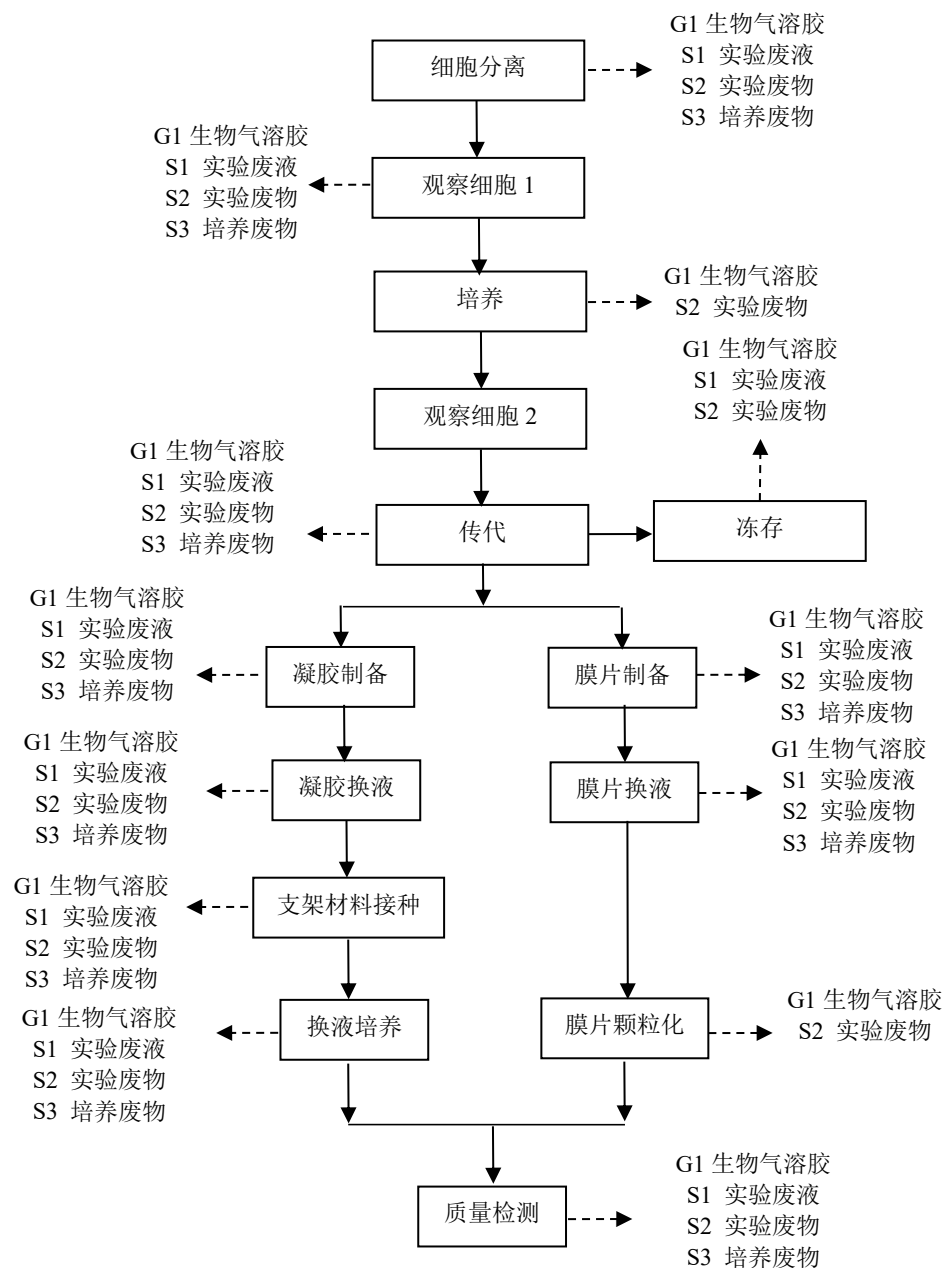 细胞分离
G1 生物气溶胶
S1 实验废液
S2 实验废物
S3 培养废物
G1 生物气溶胶
S1 实验废液
S2 实验废物
S3 培养废物
观察细胞 1
培养
G1 生物气溶胶
S2 实验废物
观察细胞 2
G1 生物气溶胶
S1 实验废液
S2 实验废物
G1 生物气溶胶
S1 实验废液
S2 实验废物
S3 培养废物
传代
冻存
G1 生物气溶胶
S1 实验废液
S2 实验废物
S3 培养废物
凝胶制备
膜片制备
G1 生物气溶胶
S1 实验废液
S2 实验废物
S3 培养废物
G1 生物气溶胶
S1 实验废液
S2 实验废物
S3 培养废物
凝胶换液
膜片换液
G1 生物气溶胶
S1 实验废液
S2 实验废物
S3 培养废物
G1 生物气溶胶
S1 实验废液
S2 实验废物
S3 培养废物
支架材料接种
G1 生物气溶胶
S1 实验废液
S2 实验废物
S3 培养废物
换液培养
膜片颗粒化
G1 生物气溶胶
S2 实验废物
质量检测
G1 生物气溶胶
S1 实验废液
S2 实验废物
S3 培养废物